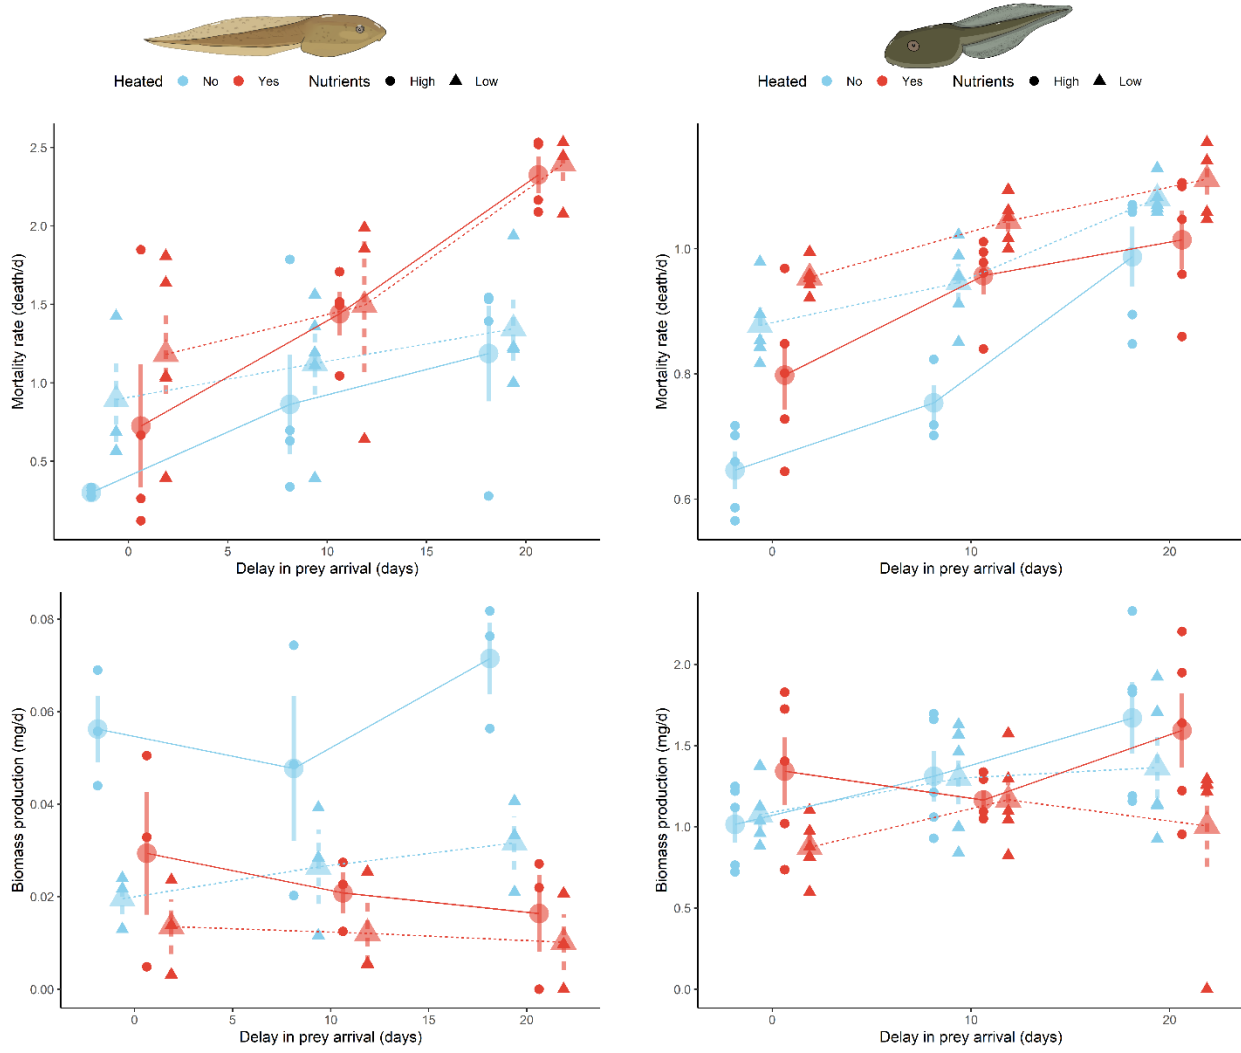 Heated No Yes Nutrients High Low
Heated No Yes Nutrients High Low
Mortality rate (death/d)
2.5
2.0
1.5
1.0
0.5
0 5 10 15 20
Delay in prey arrival (days)
Mortality rate (death/d)
1.0
0.8
0.6
0 10 20
Delay in prey arrival (days)
Biomass production (mg/d)
0.08
0.06
0.04
0.02
0.00
0 5 10 15 20
Delay in prey arrival (days)
Biomass production (mg/d)
2.0
1.5
1.0
0.5
0.0
0 10 20
Delay in prey arrival (days)